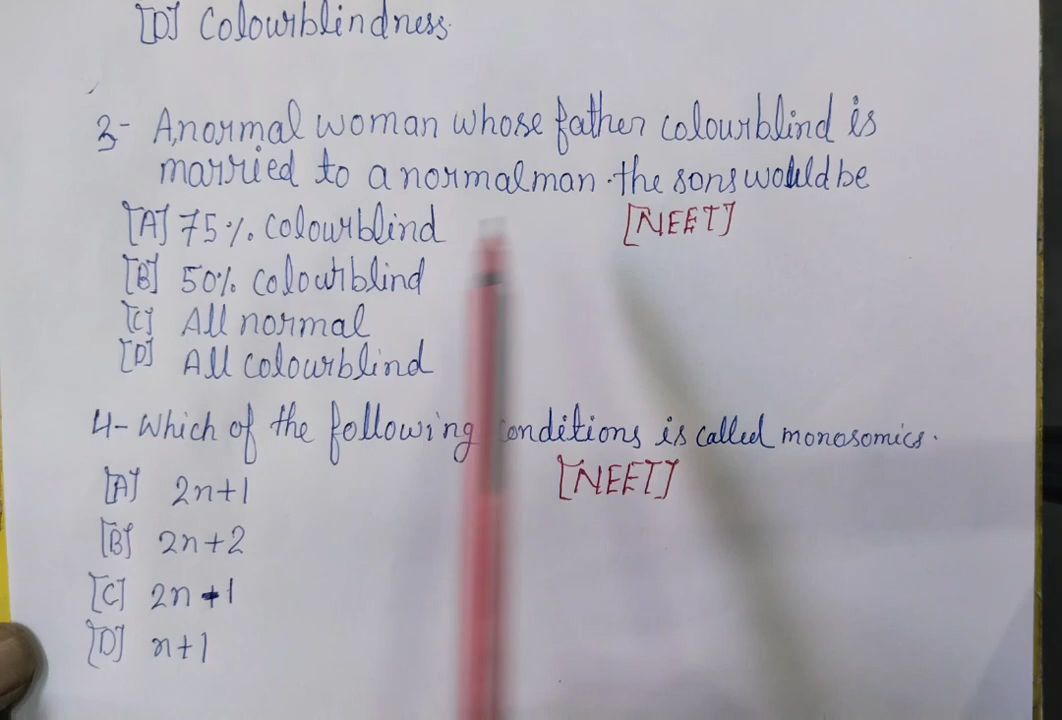 [D] Colourblindness.
3- A normal woman whose father colourblind is
married to a normal man. the sons would be
[A] 75% colourblind [NEET]
[B] 50% colourblind
[C] All normal
[D] All colourblind
4- Which of the following conditions is called monosomics.
[A] 2n+1 [NEET]
[B] 2n+2
[C] 2n-1
[D] n+1